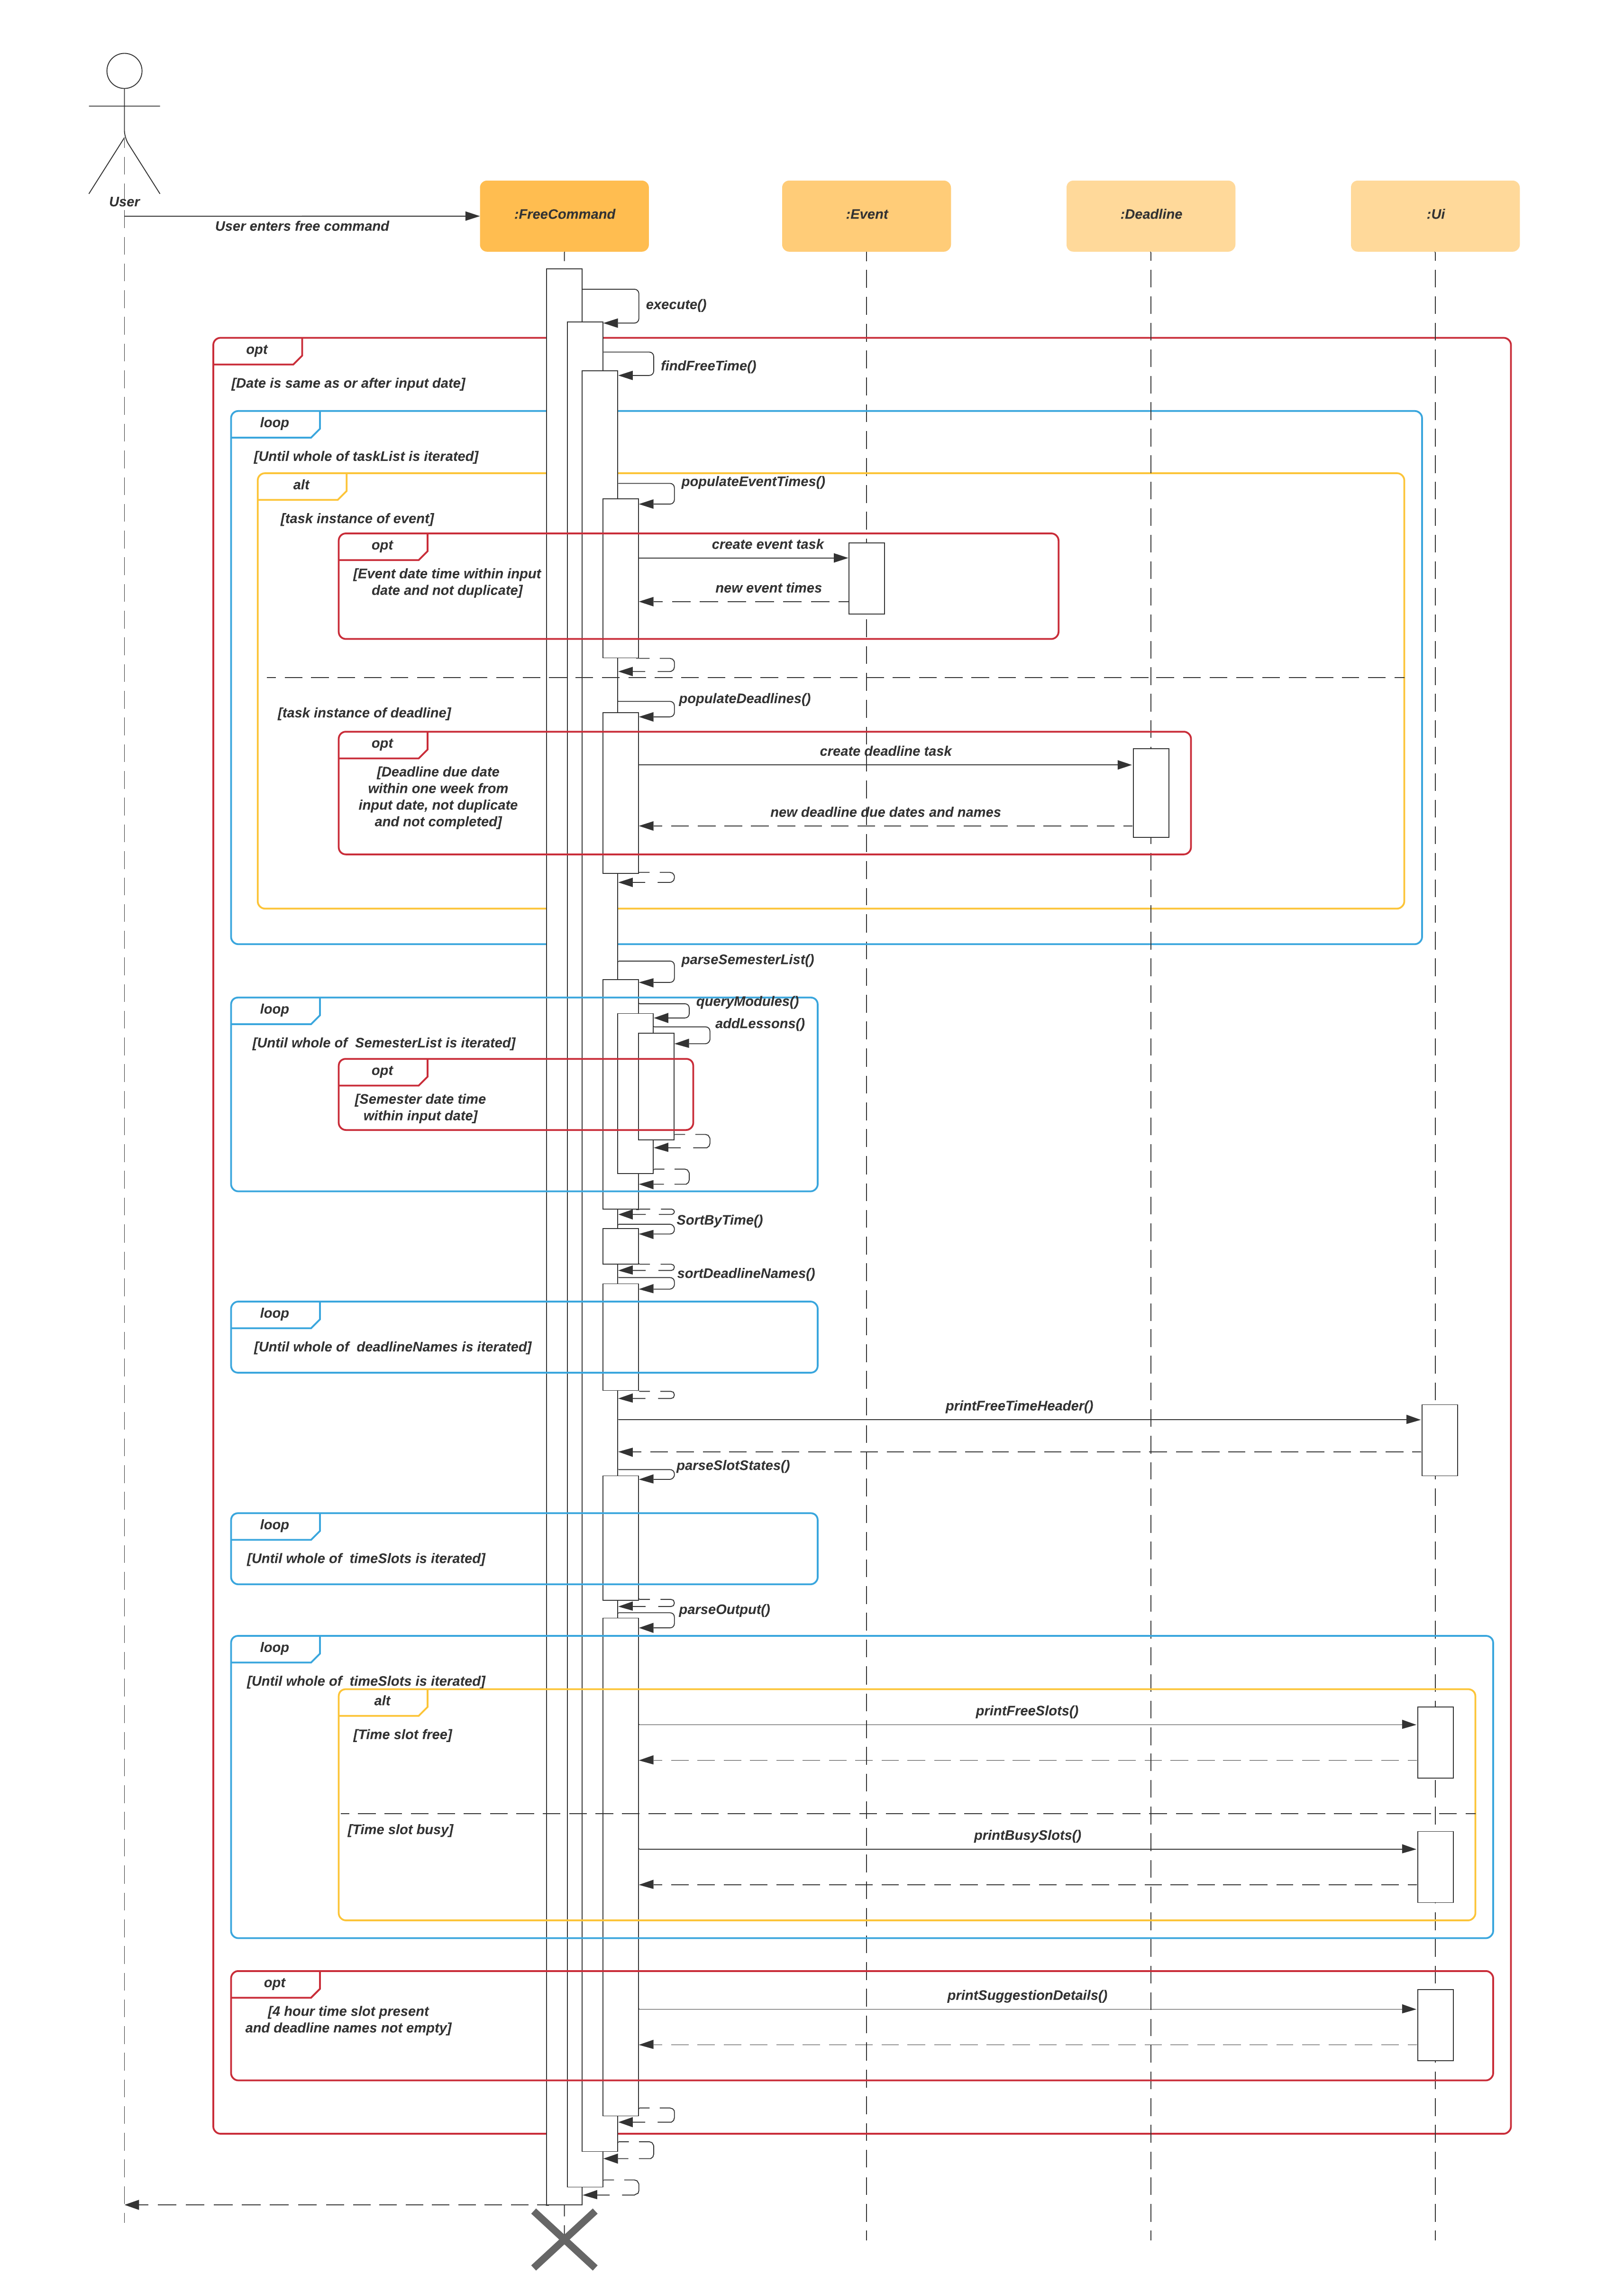 User
User enters free command
:FreeCommand
:Event
:Deadline
:Ui
execute()
opt
findFreeTime()
[Date is same as or after input date]
loop
[Until whole of taskList is iterated]
alt
populateEventTimes()
[task instance of event]
opt
create event task
[Event date time within input
date and not duplicate]
new event times
populateDeadlines()
[task instance of deadline]
opt
create deadline task
[Deadline due date
within one week from
input date, not duplicate
and not completed]
new deadline due dates and names
parseSemesterList()
loop
queryModules()
addLessons()
[Until whole of  SemesterList is iterated]
opt
[Semester date time
within input date]
SortByTime()
sortDeadlineNames()
loop
[Until whole of  deadlineNames is iterated]
printFreeTimeHeader()
parseSlotStates()
loop
[Until whole of  timeSlots is iterated]
parseOutput()
loop
[Until whole of  timeSlots is iterated]
alt
printFreeSlots()
[Time slot free]
[Time slot busy]
printBusySlots()
opt
printSuggestionDetails()
[4 hour time slot present
and deadline names not empty]